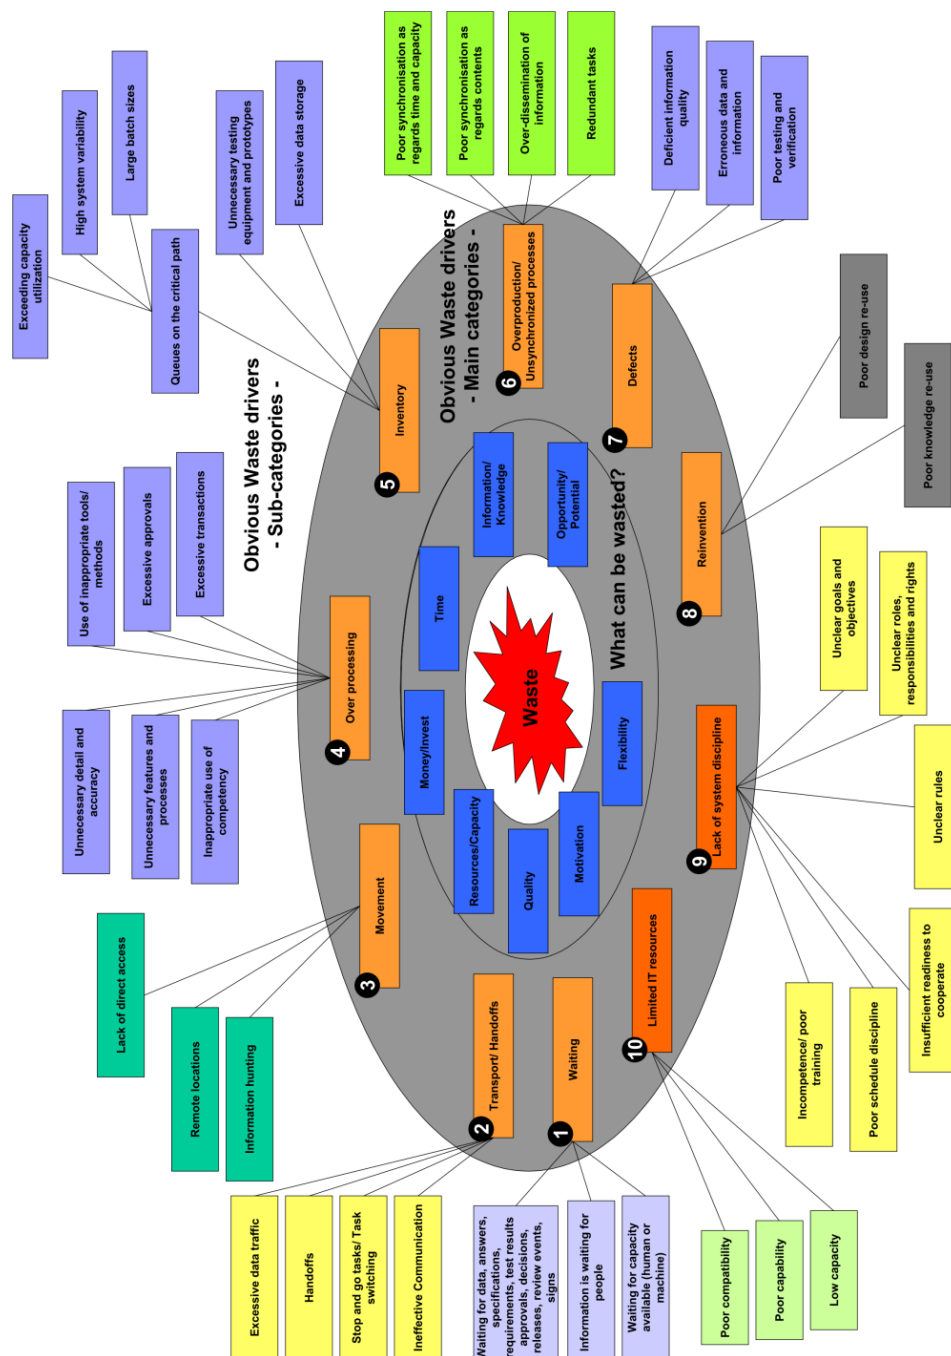 Excessive data traffic
Handoffs
Stop and go tasks/ Task
switching
Ineffective Communication
Lack of direct access
Remote locations
Information hunting
Unnecessary detail and
accuracy
Unnecessary features and
processes
Inappropriate use of
competency
Use of inappropriate tools/
methods
Excessive approvals
Excessive transactions
Exceeding capacity
utilization
High system variability
Large batch sizes
Queues on the critical path
Unnecessary testing
equipment and prototypes
Excessive data storage
Obvious Waste drivers
- Sub-categories -
Poor synchronisation as
regards time and capacity
Poor synchronisation as
regards contents
Over-dissemination of
information
Redundant tasks
Obvious Waste drivers
- Main categories -
4
Over processing
3
Movement
5
Inventory
2
Transport/ Handoffs
6
Overproduction/
Unsynchronized processes
1
Waiting
7
Defects
10
Limited IT resources
9
Lack of system discipline
8
Reinvention
Money/Invest
Time
Resources/Capacity
Information/
Knowledge
Quality
Waste
Opportunity/
Potential
Motivation
Flexibility
What can be wasted?
Waiting for data, answers,
specifications,
requirements, test results
approvals, decisions,
releases, review events,
signs
Information is waiting for
people
Waiting for capacity
available (human or
machine)
Deficient information
quality
Erroneous data and
information
Poor testing and
verification
Poor compatibility
Poor capability
Low capacity
Incompetence/ poor
training
Poor schedule discipline
Insufficient readiness to
cooperate
Unclear rules
Unclear goals and
objectives
Unclear roles,
responsibilities and rights
Poor design re-use
Poor knowledge re-use